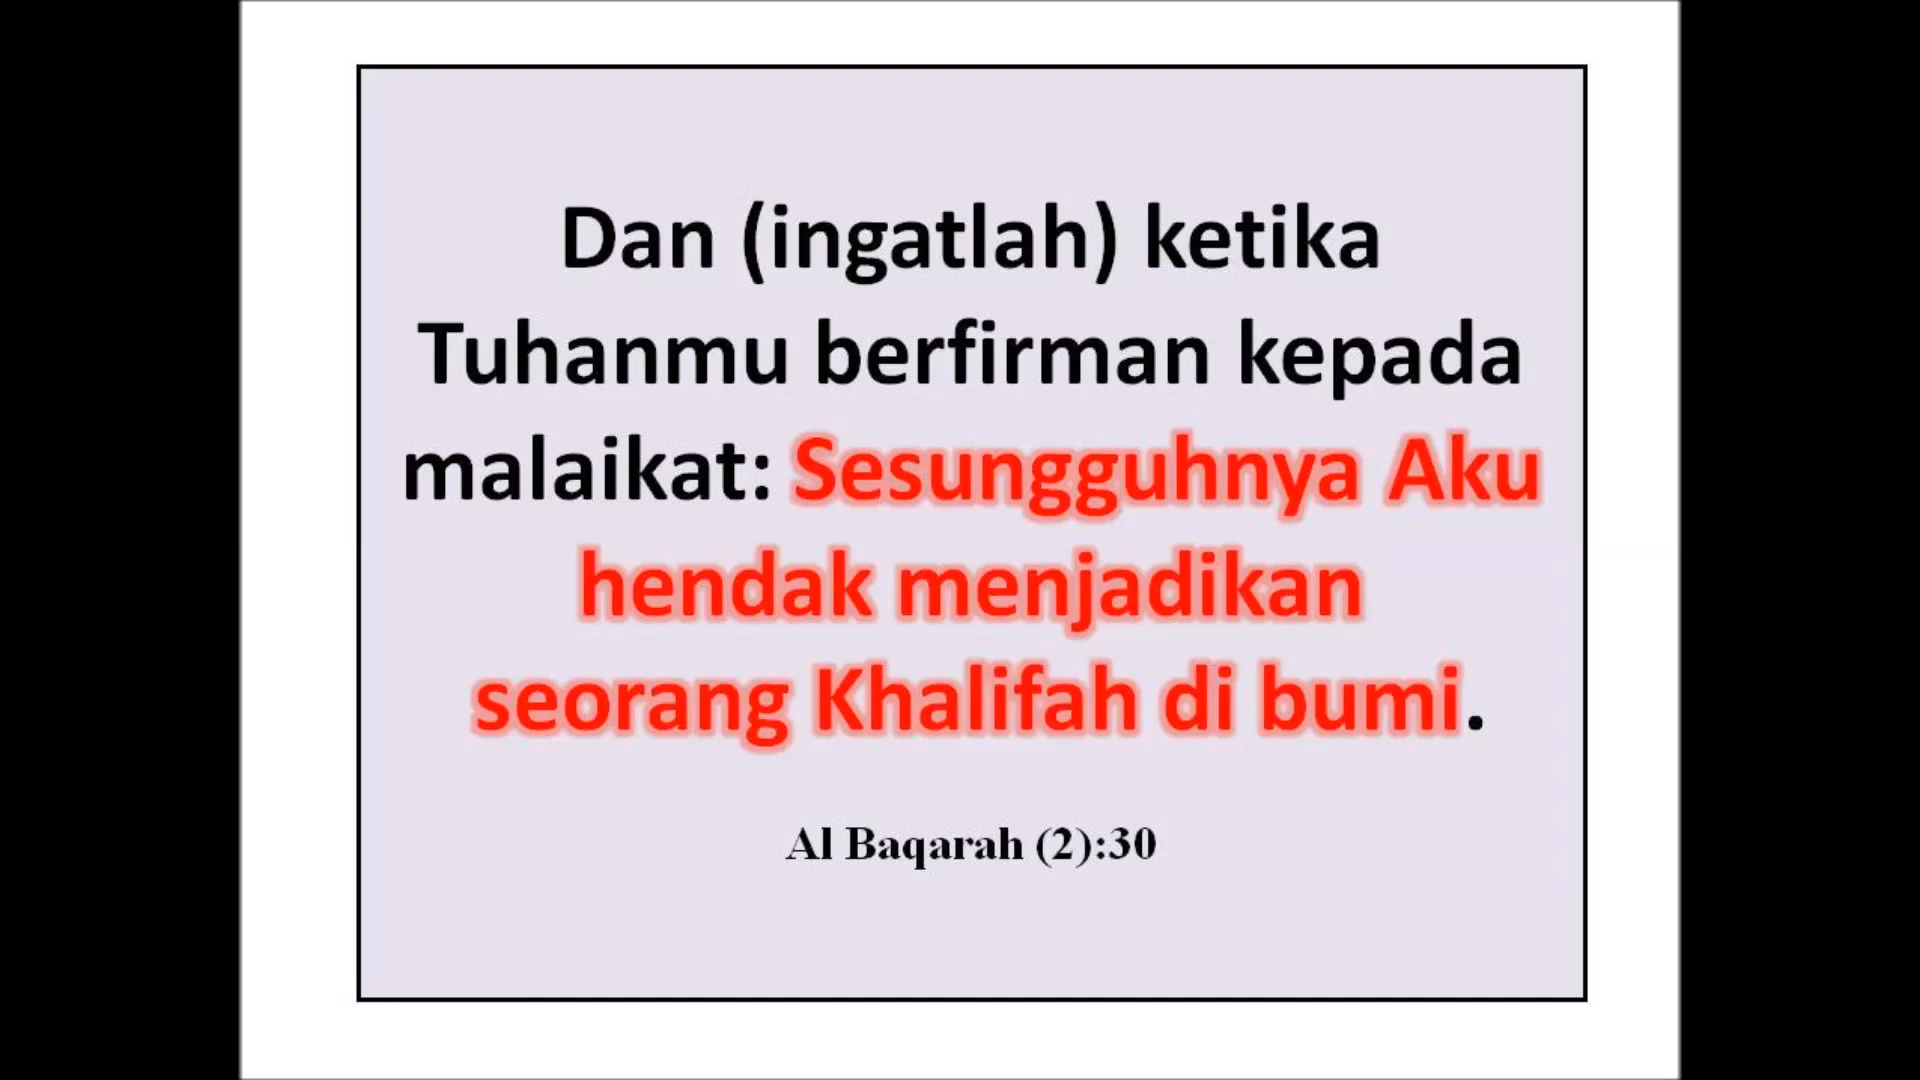 Dan (ingatlah) ketika
Tuhanmu berfirman kepada
malaikat: Sesungguhnya Aku
hendak menjadikan
seorang Khalifah di bumi.
Al Baqarah (2):30